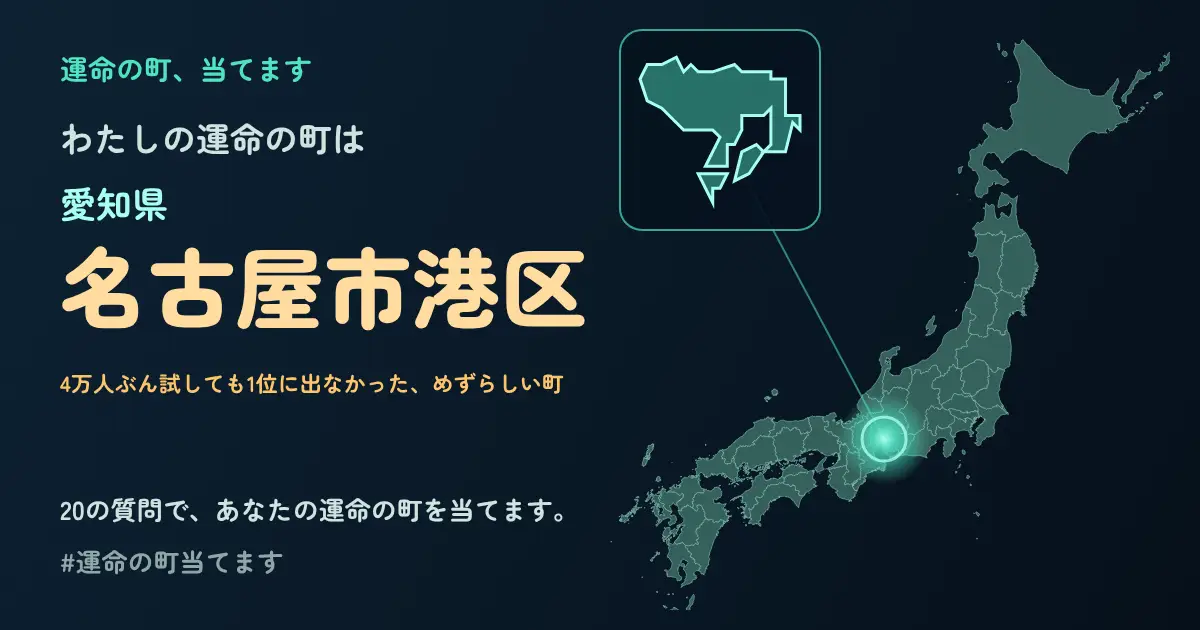 運命の町、当てます
わたしの運命の町は
愛知県
名古屋市港区
4万人ぶん試しても1位に出なかった、めずらしい町
20の質問で、あなたの運命の町を当てます。
#運命の町当てます